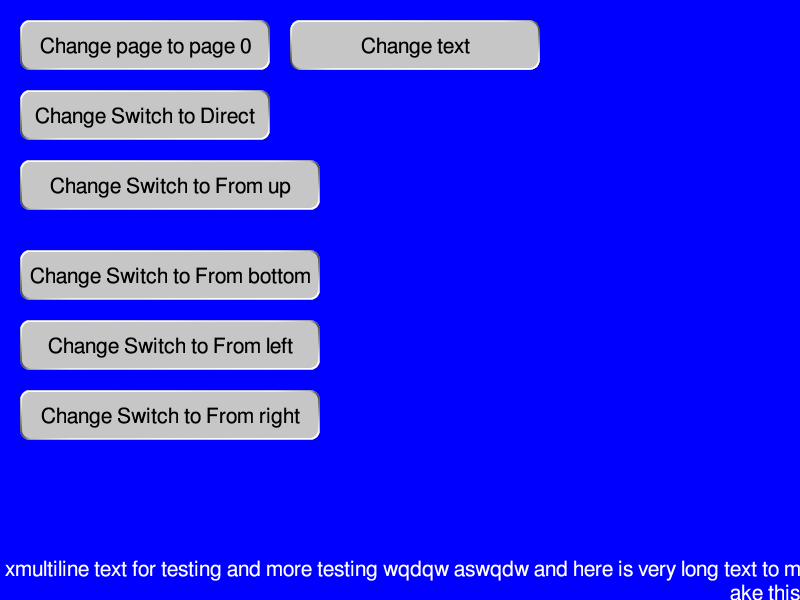 Change page to page 0
Change text
Change Switch to Direct
Change Switch to From up
Change Switch to From bottom
Change Switch to From left
Change Switch to From right
xmultiline text for testing and more testing wqdqw aswqdw and here is very long text to m
ake this